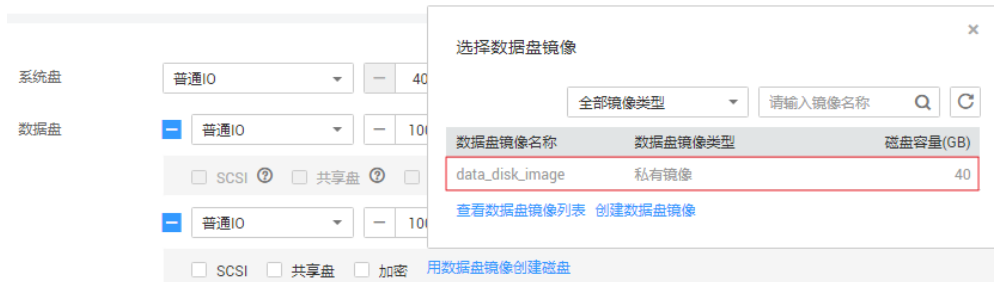 选择数据盘镜像
系统盘 普通IO 40
全部镜像类型 请输入镜像名称
数据盘 普通IO 100
数据盘镜像名称 数据盘镜像类型 磁盘容量(GB)
SCSI 共享盘
data_disk_image 私有镜像 40
查看数据盘镜像列表 创建数据盘镜像
普通IO 100
SCSI 共享盘 加密 用数据盘镜像创建磁盘